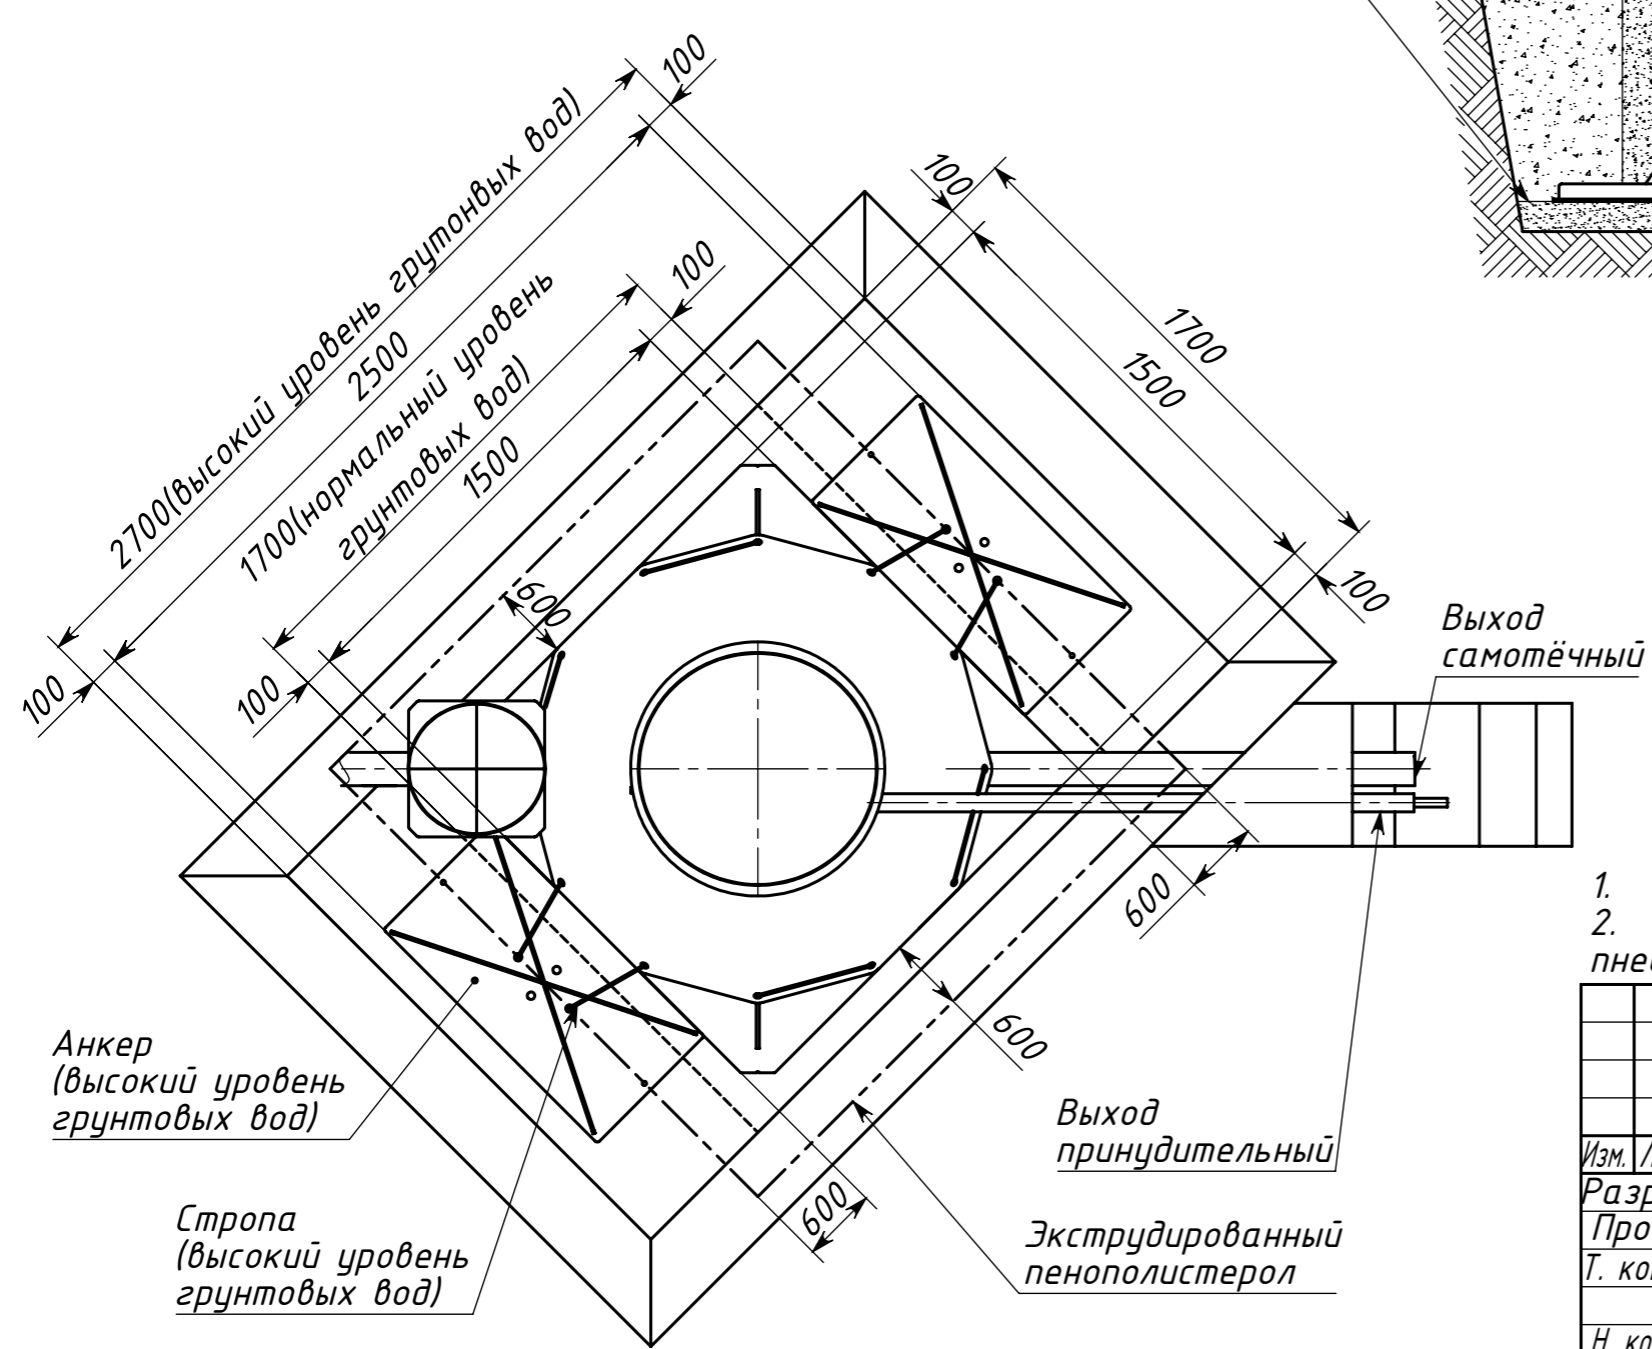 100
2700(высокий уровень грутонвых вод)
2500
100
1700(нормальный уровень
грунтовых вод)
1500
100
1700
1500
100
600
100
100
600
600
600
Выход
самотёчный
Выход
принудительный
Экструдированный
пенополистерол
Анкер
(высокий уровень
грунтовых вод)
Стропа
(высокий уровень
грунтовых вод)
1.
2.
Изм.
Т.
Н